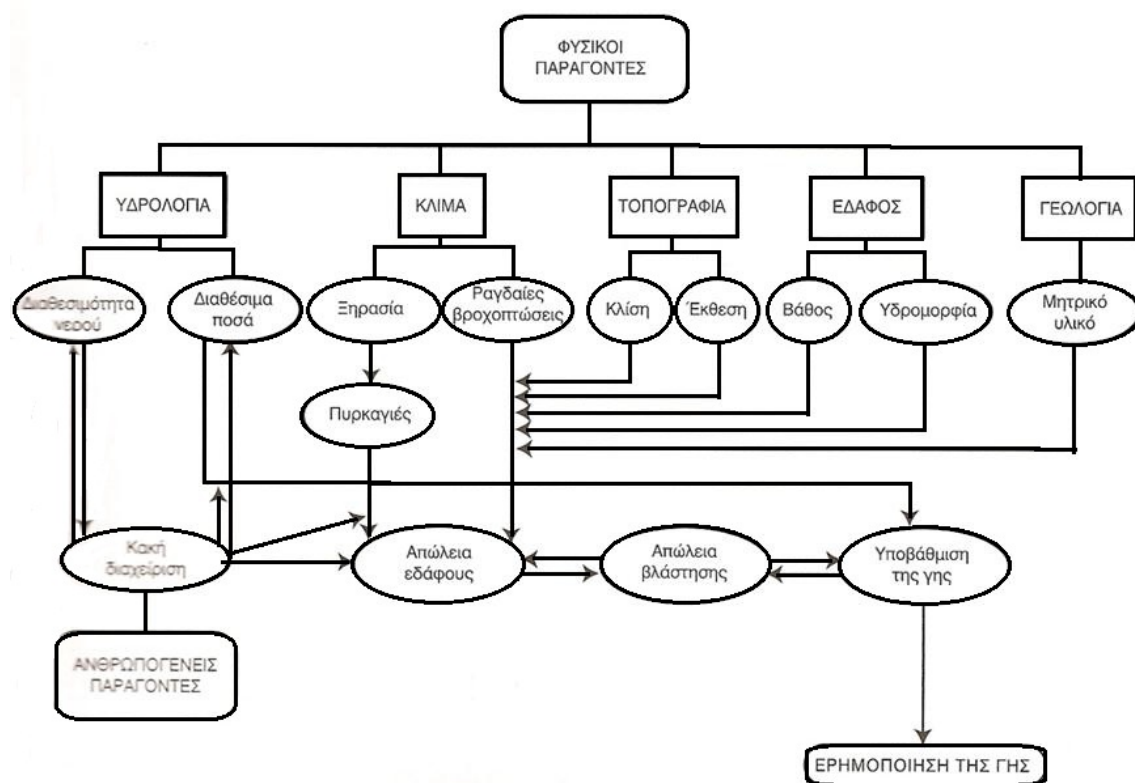 ΦΥΣΙΚΟΙ
ΠΑΡΑΓΟΝΤΕΣ
ΥΔΡΟΛΟΓΙΑ
ΚΛΙΜΑ
ΤΟΠΟΓΡΑΦΙΑ
ΕΔΑΦΟΣ
ΓΕΩΛΟΓΙΑ
Διαθεσιμότητα
νερού
Διαθέσιμα
ποσά
Ξηρασία
Ραγδαίες
βροχοπτώσεις
Κλίση
Έκθεση
Βάθος
Υδρομορφία
Μητρικό
υλικό
Πυρκαγιές
Κακή
διαχείριση
Απώλεια
εδάφους
Απώλεια
βλάστησης
Υποβάθμιση
της γης
ΑΝΘΡΩΠΟΓΕΝΕΙΣ
ΠΑΡΑΓΟΝΤΕΣ
ΕΡΗΜΟΠΟΙΗΣΗ ΤΗΣ ΓΗΣ